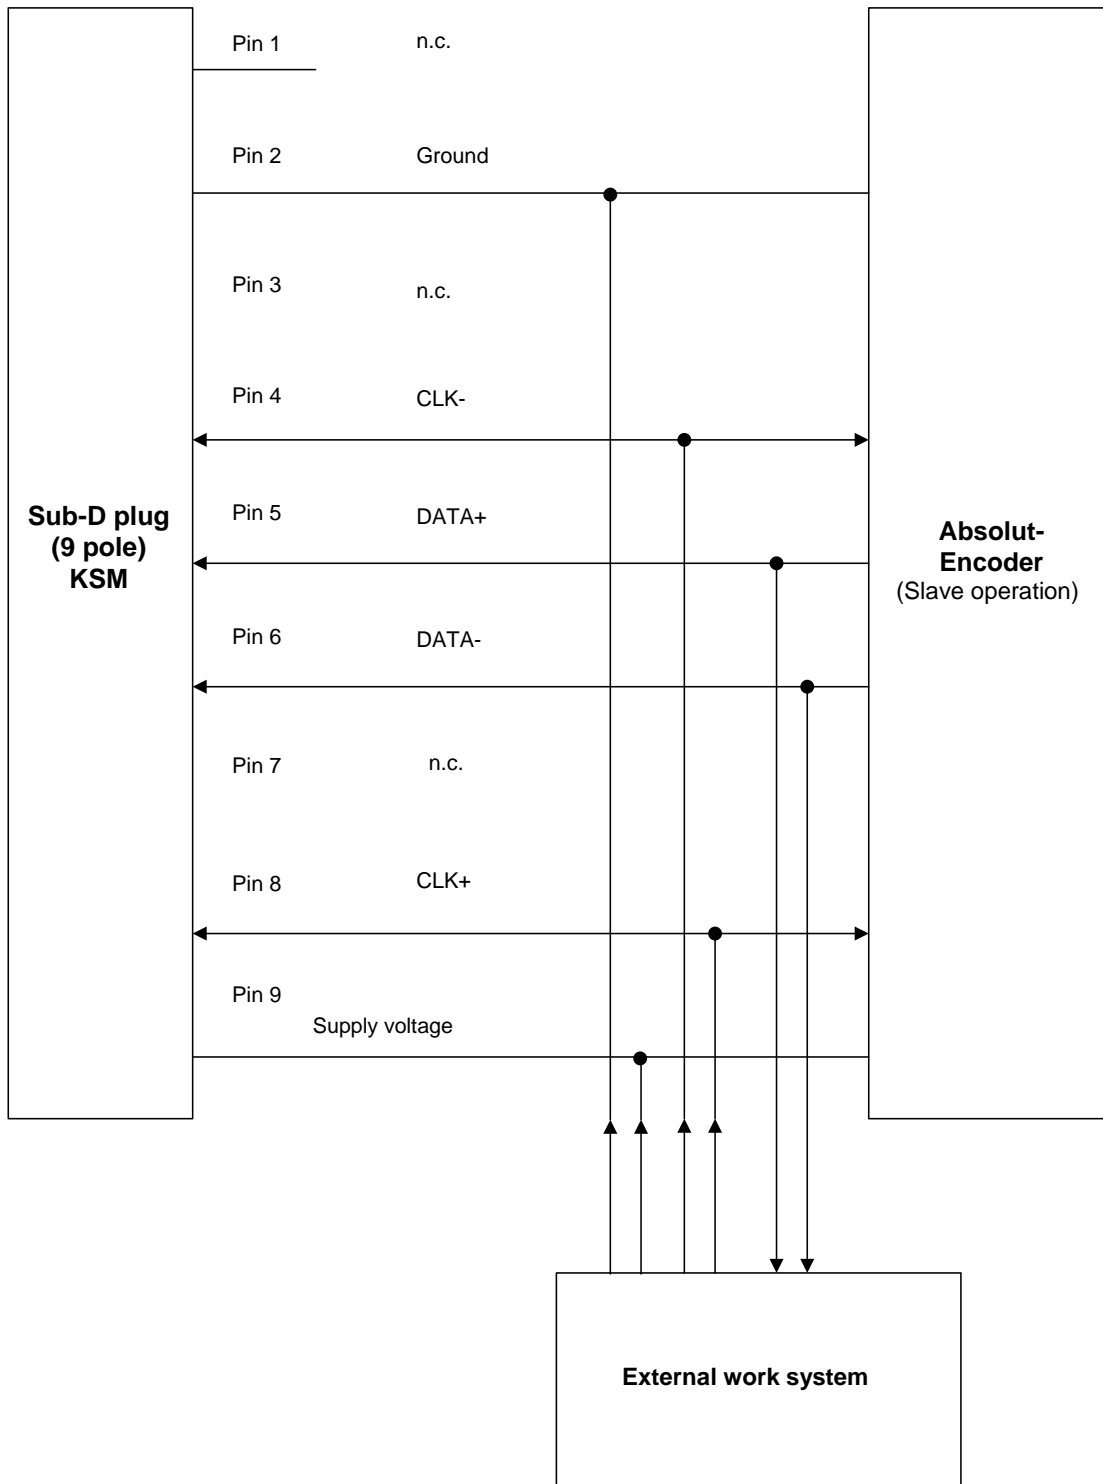 Pin 1 n.c.
Pin 2 Ground
Pin 3 n.c.
Pin 4 CLK-
Pin 5 DATA+
Pin 6 DATA-
Pin 7 n.c.
Pin 8 CLK+
Pin 9
Supply voltage
Sub-D plug
(9 pole)
KSM
Absolut-
Encoder
(Slave operation)
External work system